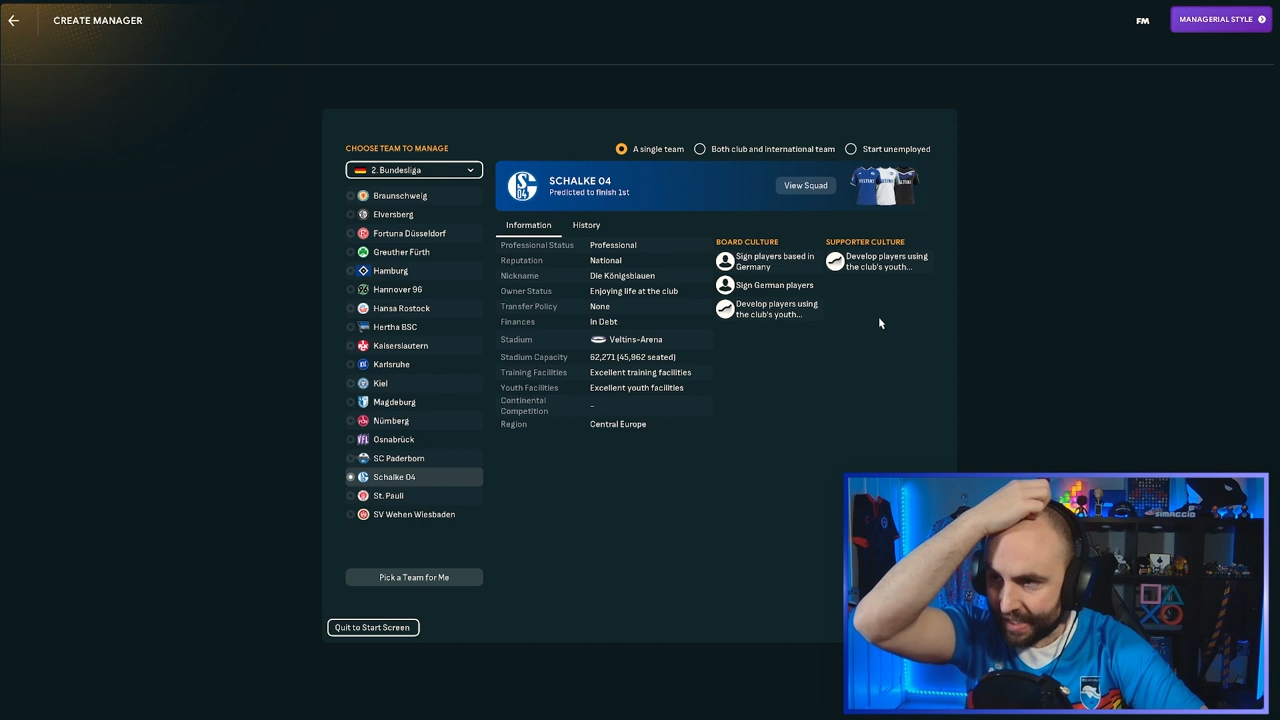 CREATE MANAGER
FM
MANAGERIAL STYLE
CHOOSE TEAM TO MANAGE
A single team
Both club and international team
Start unemployed
2. Bundesliga
SCHALKE 04
Predicted to finish 1st
View Squad
Braunschweig
Elversberg
Fortuna Düsseldorf
Greuther Fürth
Hamburg
Hannover 96
Hansa Rostock
Hertha BSC
Kaiserslautern
Karlsruhe
Kiel
Magdeburg
Nürnberg
Osnabrück
SC Paderborn
Schalke 04
St. Pauli
SV Wehen Wiesbaden
Pick a Team for Me
Quit to Start Screen
Information
History
Professional Status
Professional
Reputation
National
Nickname
Die Königsblauen
Owner Status
Enjoying life at the club
Transfer Policy
None
Finances
In Debt
Stadium
Veltins-Arena
Stadium Capacity
62,271 (45,962 seated)
Training Facilities
Excellent training facilities
Youth Facilities
Excellent youth facilities
Continental
Competition
-
Region
Central Europe
BOARD CULTURE
Sign players based in
Germany
Sign German players
Develop players using
the club's youth...
SUPPORTER CULTURE
Develop players using
the club's youth...